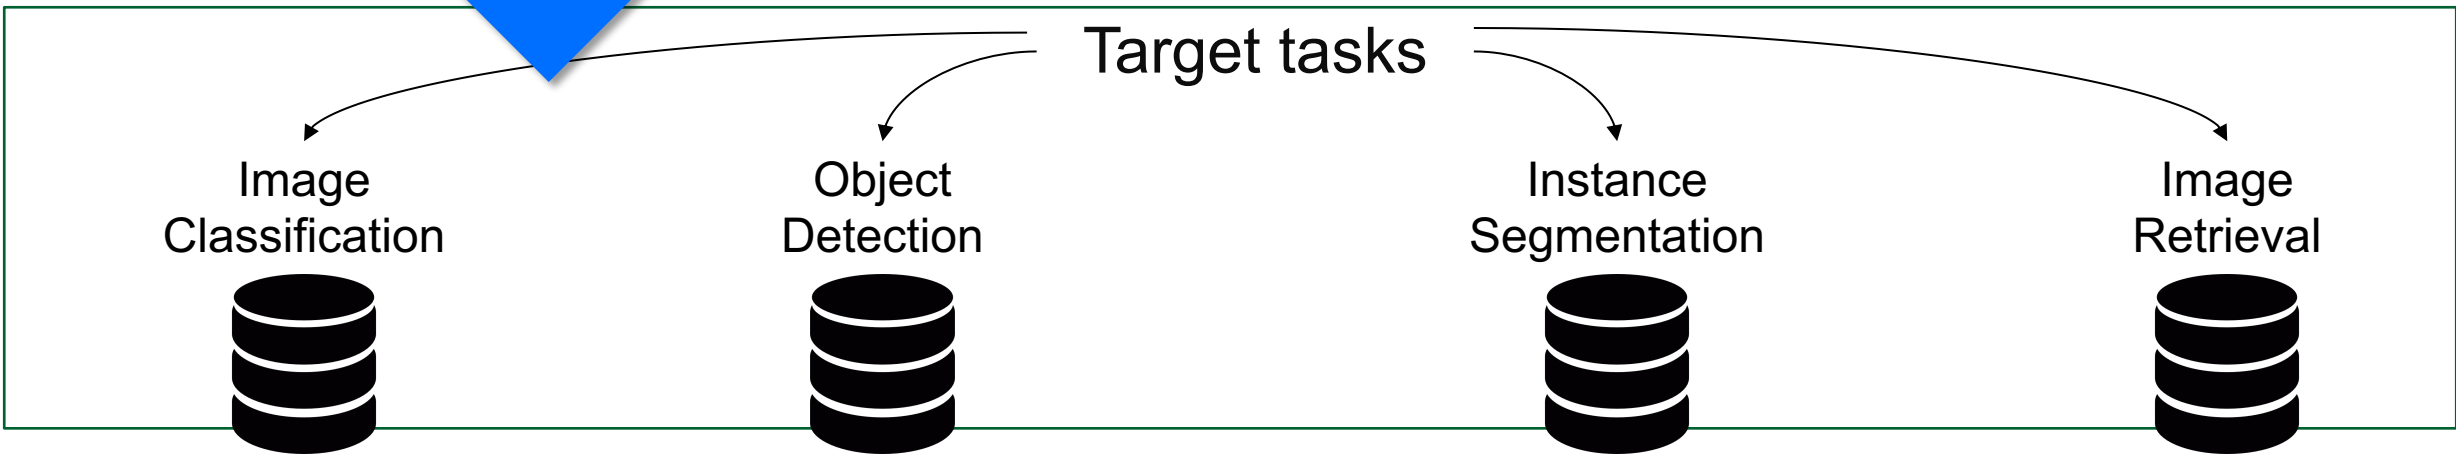 Target tasks
Image
Classification
Object
Detection
Instance
Segmentation
Image
Retrieval